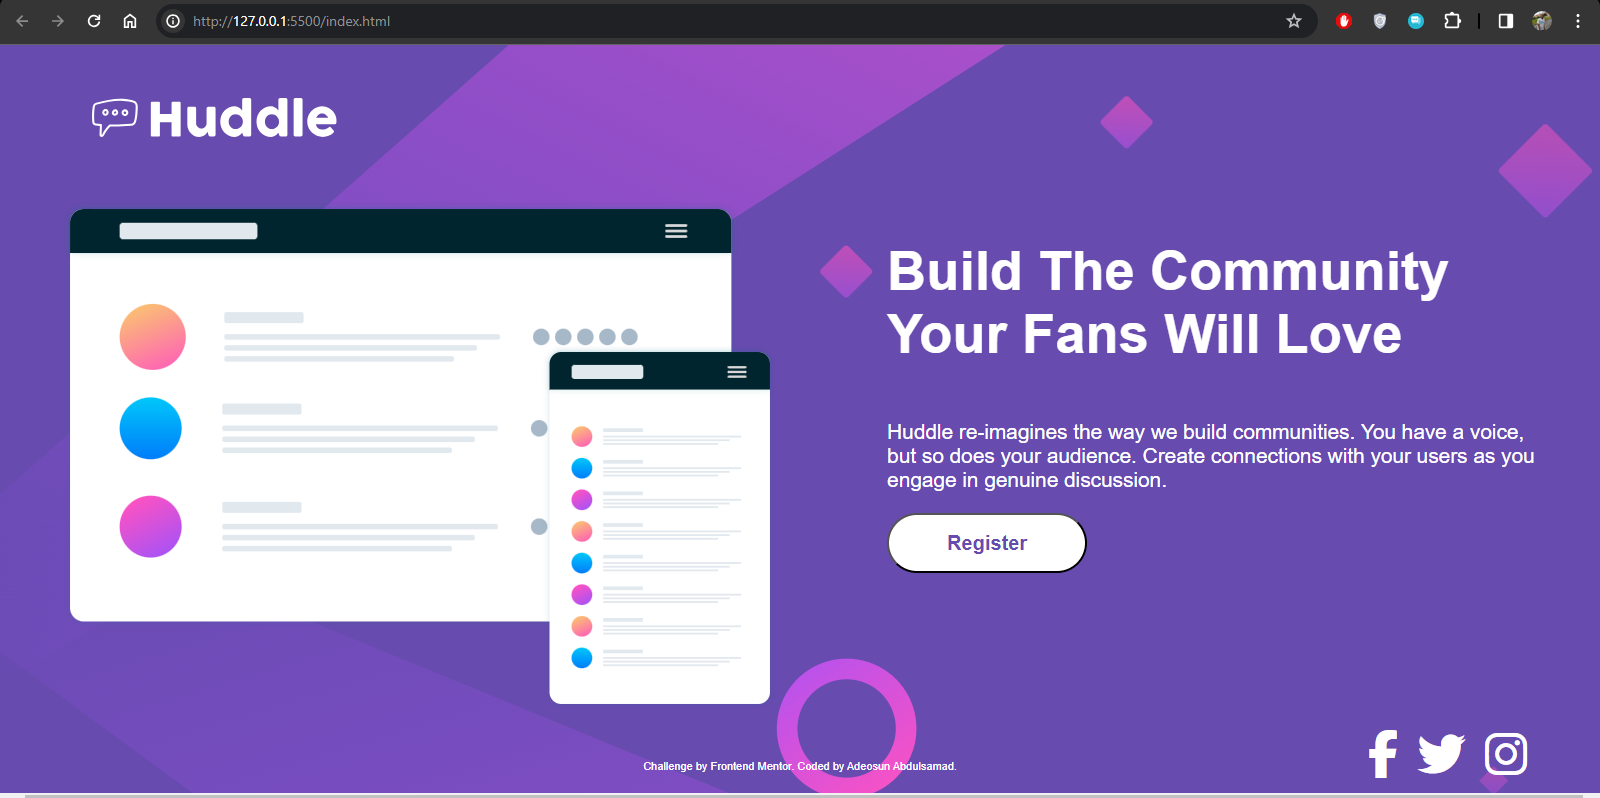 http://127.0.0.1:5500/index.html
Huddle
Build The Community
Your Fans Will Love
Huddle re-imagines the way we build communities. You have a voice,
but so does your audience. Create connections with your users as you
engage in genuine discussion.
Register
Challenge by Frontend Mentor. Coded by Adeosun Abdulsamad.